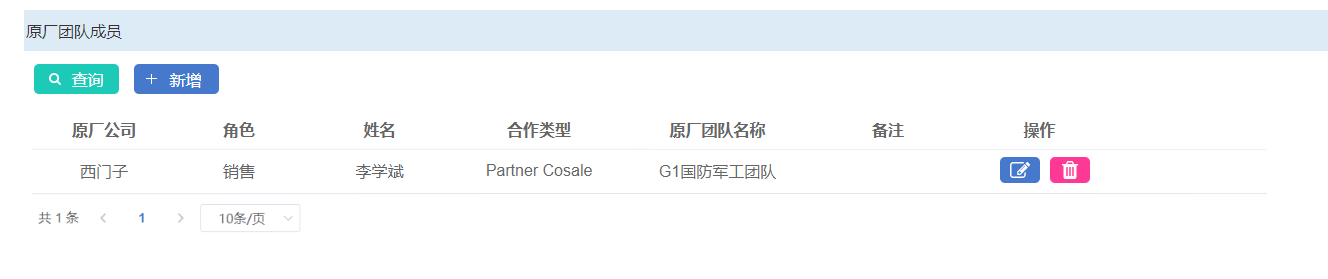 原厂团队成员
查询 新增
原厂公司 角色 姓名 合作类型 原厂团队名称 备注 操作
西门子 销售 李学斌 Partner Cosale G1国防军工团队
共 1 条 1 10条/页